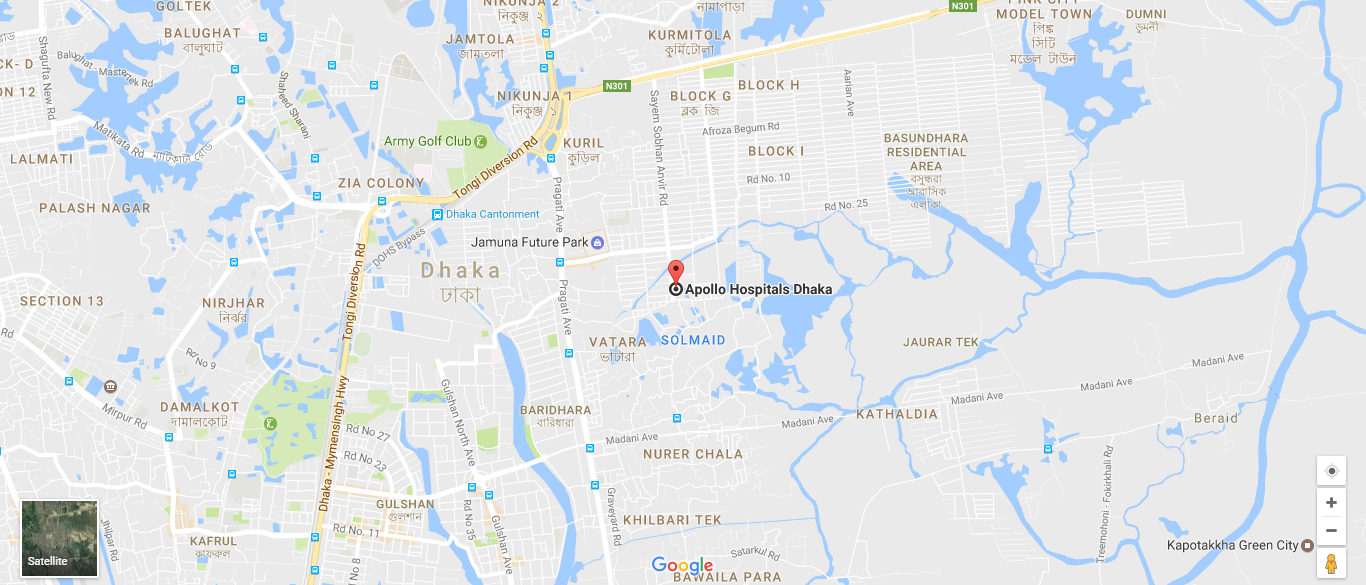 GOLTEK
NIKUNJA 2
নিকুঞ্জ ২
নামাপাড়া
N301
PINK CITY
MODEL TOWN
পিঙ্ক
সিটি
মডেল টাউন
DUMNI
ডুমনী
BALUGHAT
বালুঘাট
JAMTOLA
জামতলা
KURMITOLA
কুর্মিটোলা
Shagufta New Rd
Balughat - Mastertek Rd
CK- D
ON 12
Shaheed Sharani
NIKUNJA 1
নিকুঞ্জ ১
N301
BLOCK G
ব্লক জি
BLOCK H
Aarian Ave
Sayem Sobhan Anvir Rd
Afroza Begum Rd
Matikata Rd
মাটিকাটা রোড
LALMATI
Army Golf Club
KURIL
কুড়িল
BLOCK I
BASUNDHARA
RESIDENTIAL
AREA
বসুন্ধরা
আবাসিক
এলাকা
ZIA COLONY
Tongi Diversion Rd
Pragati Ave
Rd No. 10
PALASH NAGAR
Dhaka Cantonment
Rd No. 25
DOHS Bypass
Jamuna Future Park
Dhaka
ঢাকা
Apollo Hospitals Dhaka
SECTION 13
NIRJHAR
নির্ঝর
Tongi Diversion Rd
Pragati Ave
Rd
VATARA
ভাটারা
SOLMAID
JAURAR TEK
Rd No 9
Madani Ave
Madani Ave
Mirpur Rd
DAMALKOT
দামালকোট
Dhaka - Mymensingh Hwy
Gulshan North Ave
BARIDHARA
বারিধারা
Madani Ave
KATHALDIA
Madani Ave
Beraid
Rd No 27
Madani Ave
Rd No 23
NURER CHALA
Teemohoni - Fokirkhali Rd
GULSHAN
গুলশান
Graveyard Rd
Rd No 35
Gulshan Ave
KHILBARI TEK
Jhilpar Rd
Rd No. 11
KAFRUL
কাফরুল
Rd No 8
Satarkul Rd
Kapotakkha Green City
Satellite
Google
BAWAILA PARA